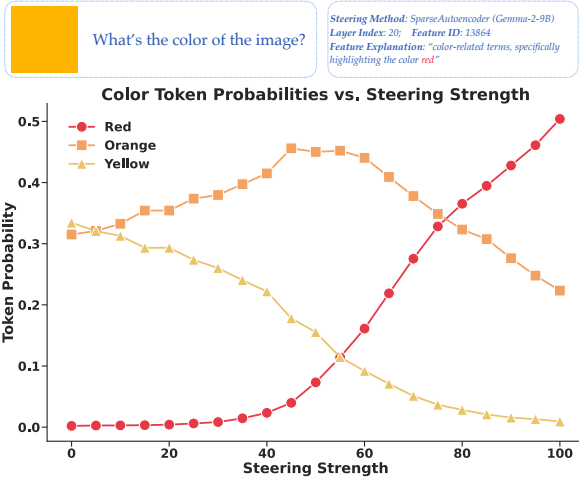 What's the color of the image?
Steering Method: SparseAutoencoder (Gemma-2-9B)
Layer Index: 20; Feature ID: 13864
Feature Explanation: "color-related terms, specifically
highlighting the color red"
Color Token Probabilities vs. Steering Strength
Red
Orange
Yellow
Token Probability
0.5
0.4
0.3
0.2
0.1
0.0
0 20 40 60 80 100
Steering Strength